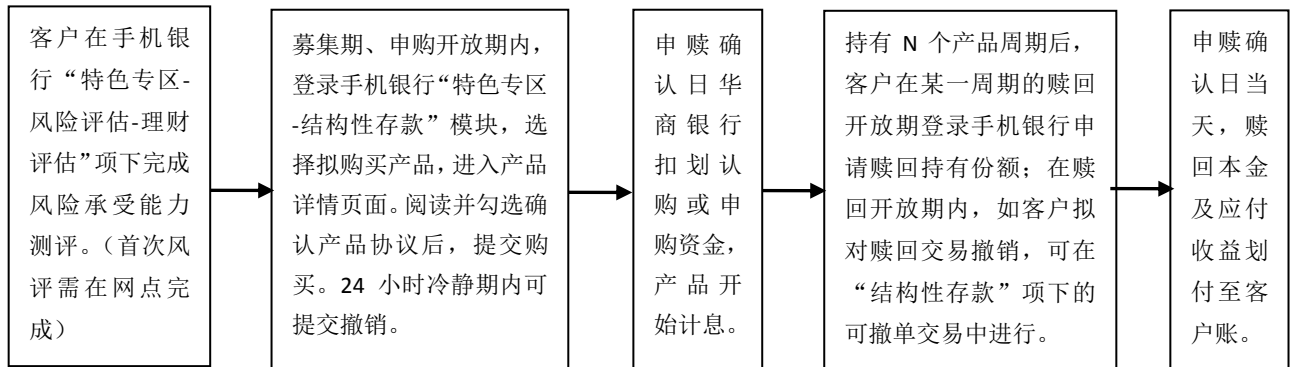 客户在手机银
行“特色专区-
风险评估-理财
评估”项下完成
风险承受能力
测评。（首次风
评需在网点完
成）
募集期、申购开放期内，
登录手机银行“特色专区
-结构性存款”模块，选
择拟购买产品，进入产品
详情页面。阅读并勾选确
认产品协议后，提交购
买。24 小时冷静期内可
提交撤销。
申赎确
认日华
商银行
扣划认
购或申
购资金，
产品开
始计息。
持有 N 个产品周期后，
客户在某一周期的赎回
开放期登录手机银行申
请赎回持有份额；在赎
回开放期内，如客户拟
对赎回交易撤销，可在
“结构性存款”项下的
可撤单交易中进行。
申赎确
认日当
天，赎
回本金
及应付
收益划
付至客
户账。